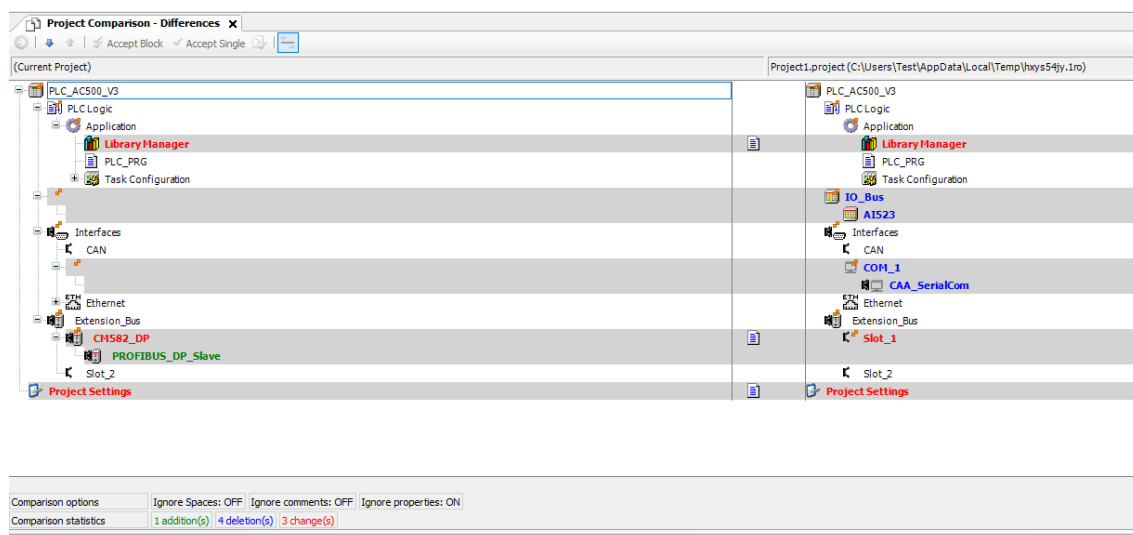 Project Comparison - Differences x
Accept Block Accept Single
(Current Project) Project1.project (C:\Users\Test\AppData\Local\Temp\hxys54jy.1ro)
PLC_AC500_V3 PLC_AC500_V3
PLC Logic PLC Logic
Application Application
Library Manager Library Manager
PLC_PRG PLC_PRG
Task Configuration Task Configuration
IO_Bus
AI523
Interfaces Interfaces
CAN CAN
COM_1
CAA_SerialCom
ETH Ethernet ETH Ethernet
Extension_Bus Extension_Bus
CM582_DP Slot_1
PROFIBUS_DP_Slave
Slot_2 Slot_2
Project Settings Project Settings
Comparison options Ignore Spaces: OFF Ignore comments: OFF Ignore properties: ON
Comparison statistics 1 addition(s) 4 deletion(s) 3 change(s)